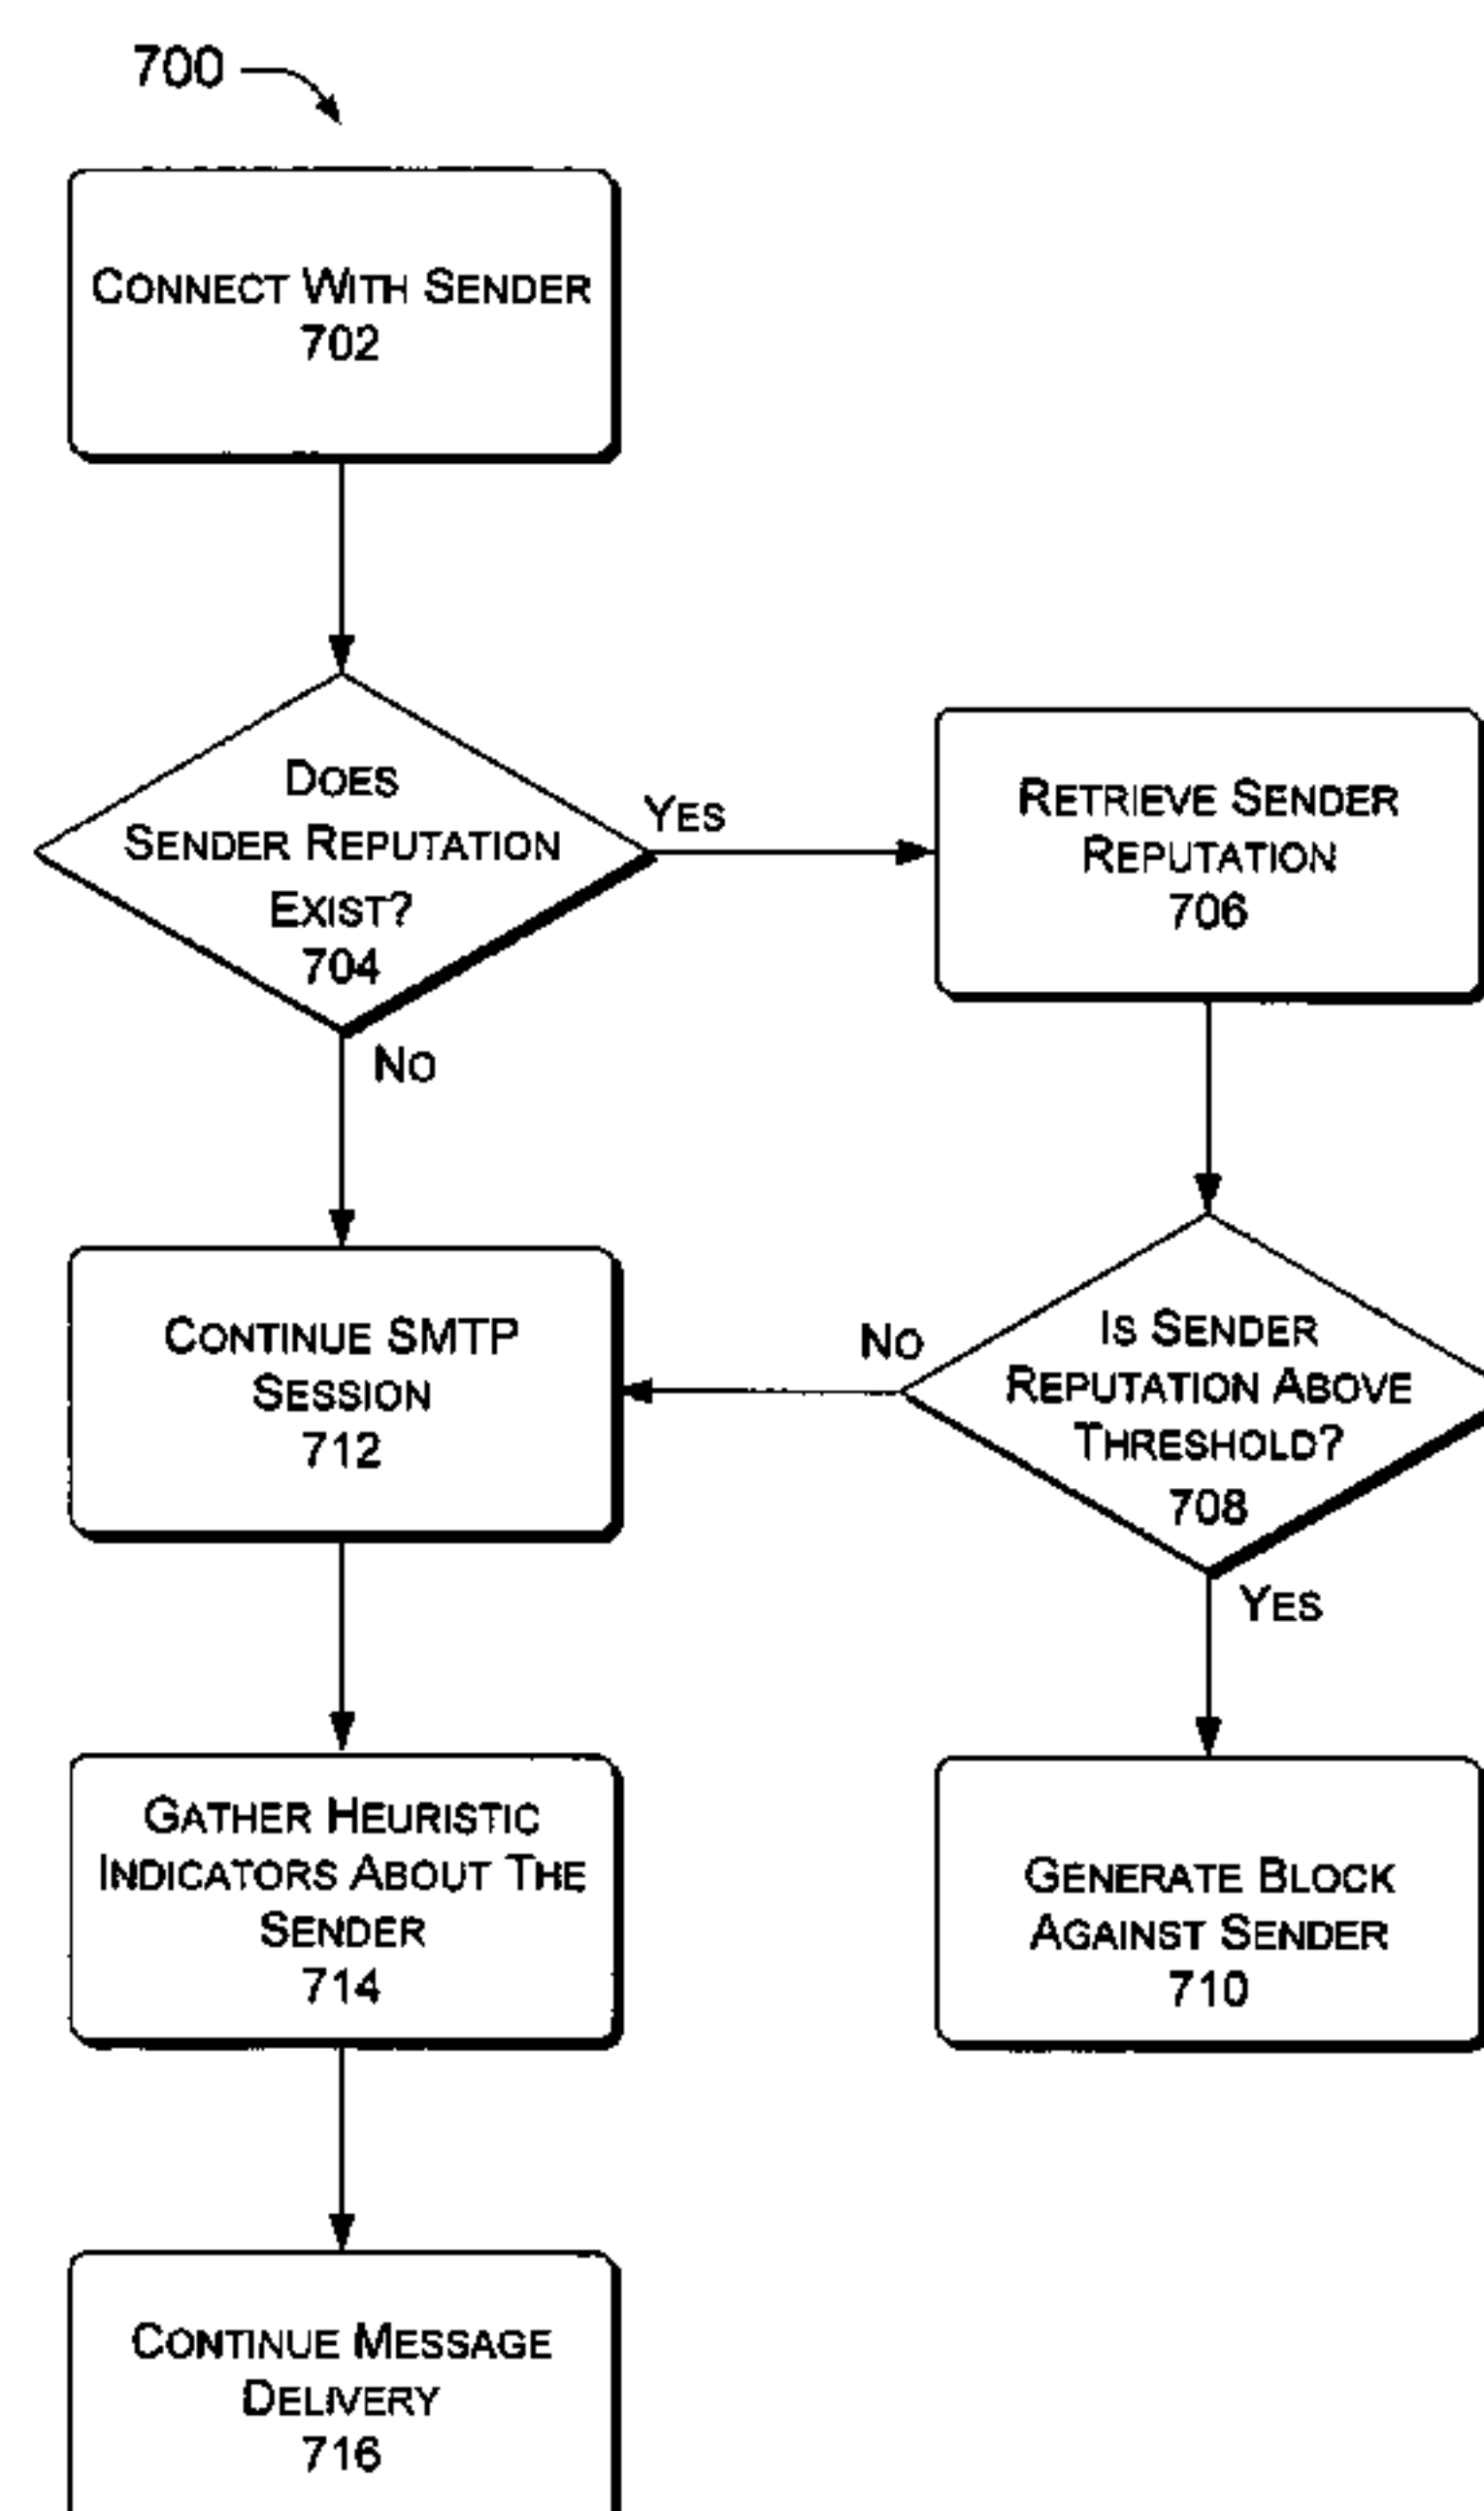 700
Connect With Sender
702
Does
Sender Reputation
Exist?
704
Yes
No
Retrieve Sender
Reputation
706
Is Sender
Reputation Above
Threshold?
708
No
Yes
Generate Block
Against Sender
710
Continue SMTP
Session
712
Gather Heuristic
Indicators About The
Sender
714
Continue Message
Delivery
716